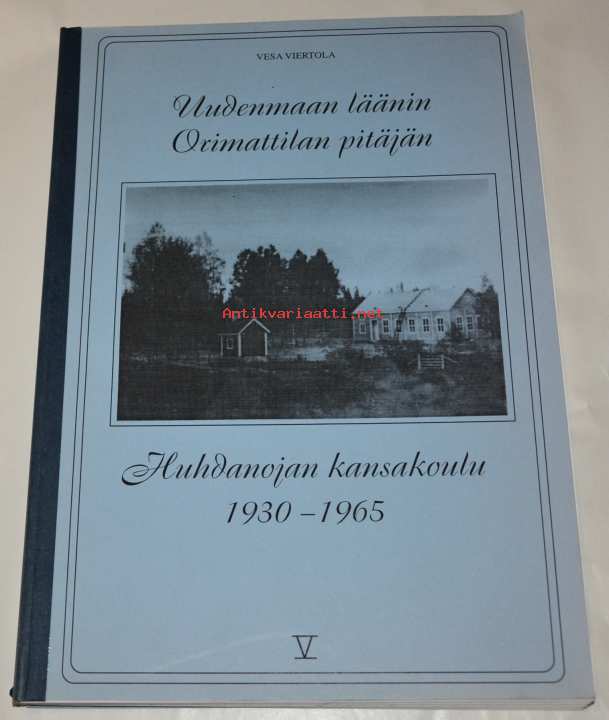 VESA VIERTOLA
Uudenmaan läänin
Orimattilan pitäjän
Antikvariaatti.net
Huhdanojan kansakoulu
1930 – 1965
V